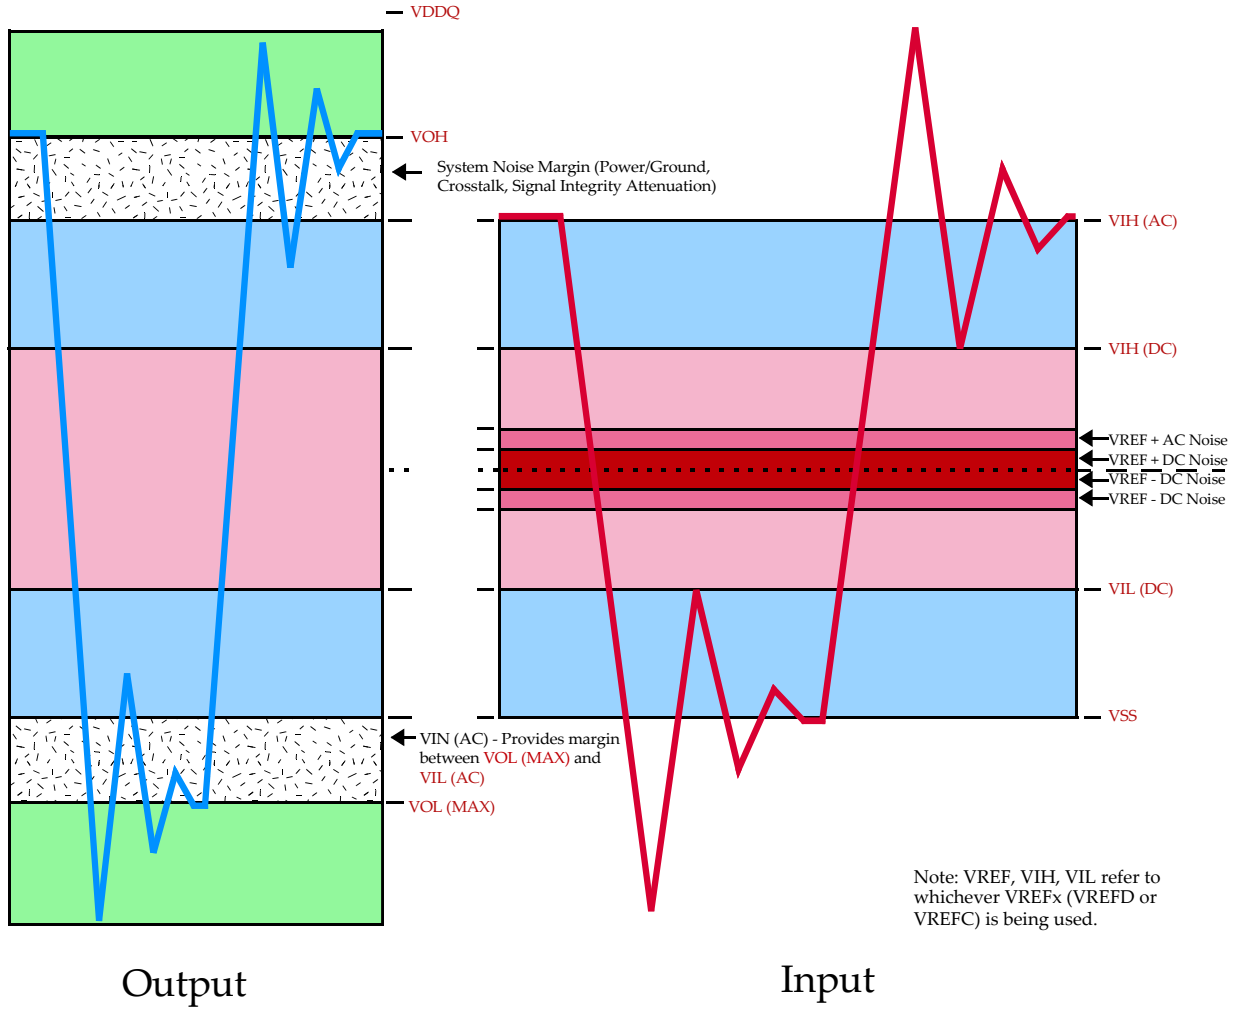 VDDQ
VOH
System Noise Margin (Power/Ground,
Crosstalk, Signal Integrity Attenuation)
VIH (AC)
VIH (DC)
VREF + AC Noise
VREF + DC Noise
VREF - DC Noise
VREF - DC Noise
VIL (DC)
VSS
VIN (AC) - Provides margin
between VOL (MAX) and
VIL (AC)
VOL (MAX)
Note: VREF, VIH, VIL refer to
whichever VREFx (VREFD or
VREFC) is being used.
Output
Input